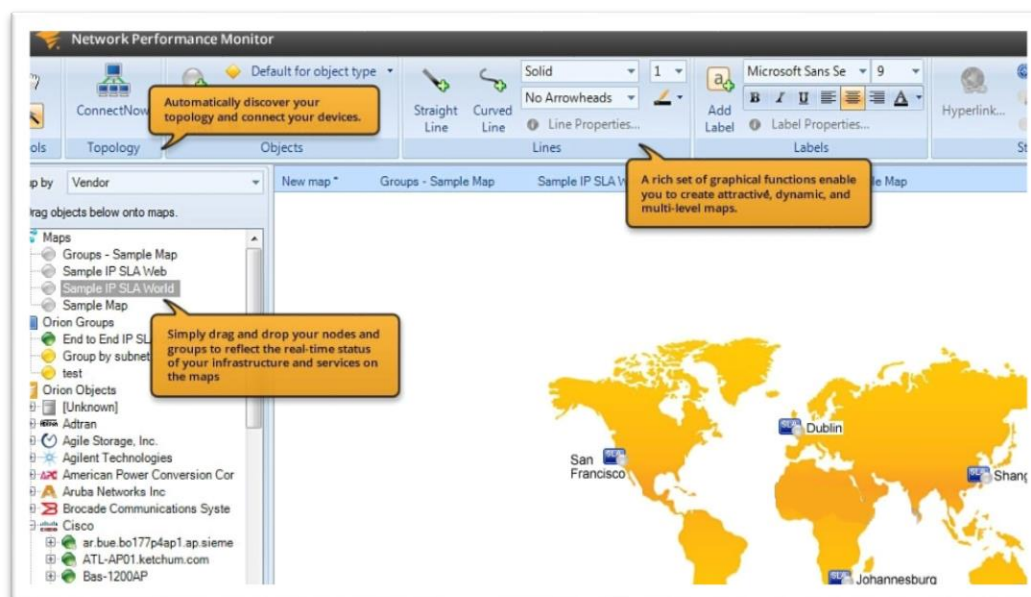 Network Performance Monitor
Default for object type
ConnectNow
Automatically discover your
topology and connect your devices.
Straight
Line
Curved
Line
Solid
1
No Arrowheads
Line Properties...
Add
Label
Microsoft Sans Se
9
B I U A
Label Properties...
Hyperlink...
ols
Topology
Objects
Lines
Labels
St
up by
Vendor
New map *
Groups - Sample Map
Sample IP SLA W
le Map
A rich set of graphical functions enable
you to create attractive, dynamic, and
multi-level maps.
Drag objects below onto maps.
Maps
Groups - Sample Map
Sample IP SLA Web
Sample IP SLA World
Sample Map
Orion Groups
End to End IP SL
Group by subnet
test
Simply drag and drop your nodes and
groups to reflect the real-time status
of your infrastructure and services on
the maps
Orion Objects
[Unknown]
Adtran
Agile Storage, Inc.
Agilent Technologies
American Power Conversion Cor
Aruba Networks Inc
Brocade Communications Syste
Cisco
ar.bue.bo177p4ap1.ap.sieme
ATL-AP01.ketchum.com
Bas-1200AP
San
Francisco
Dublin
Shang
Johannesburg